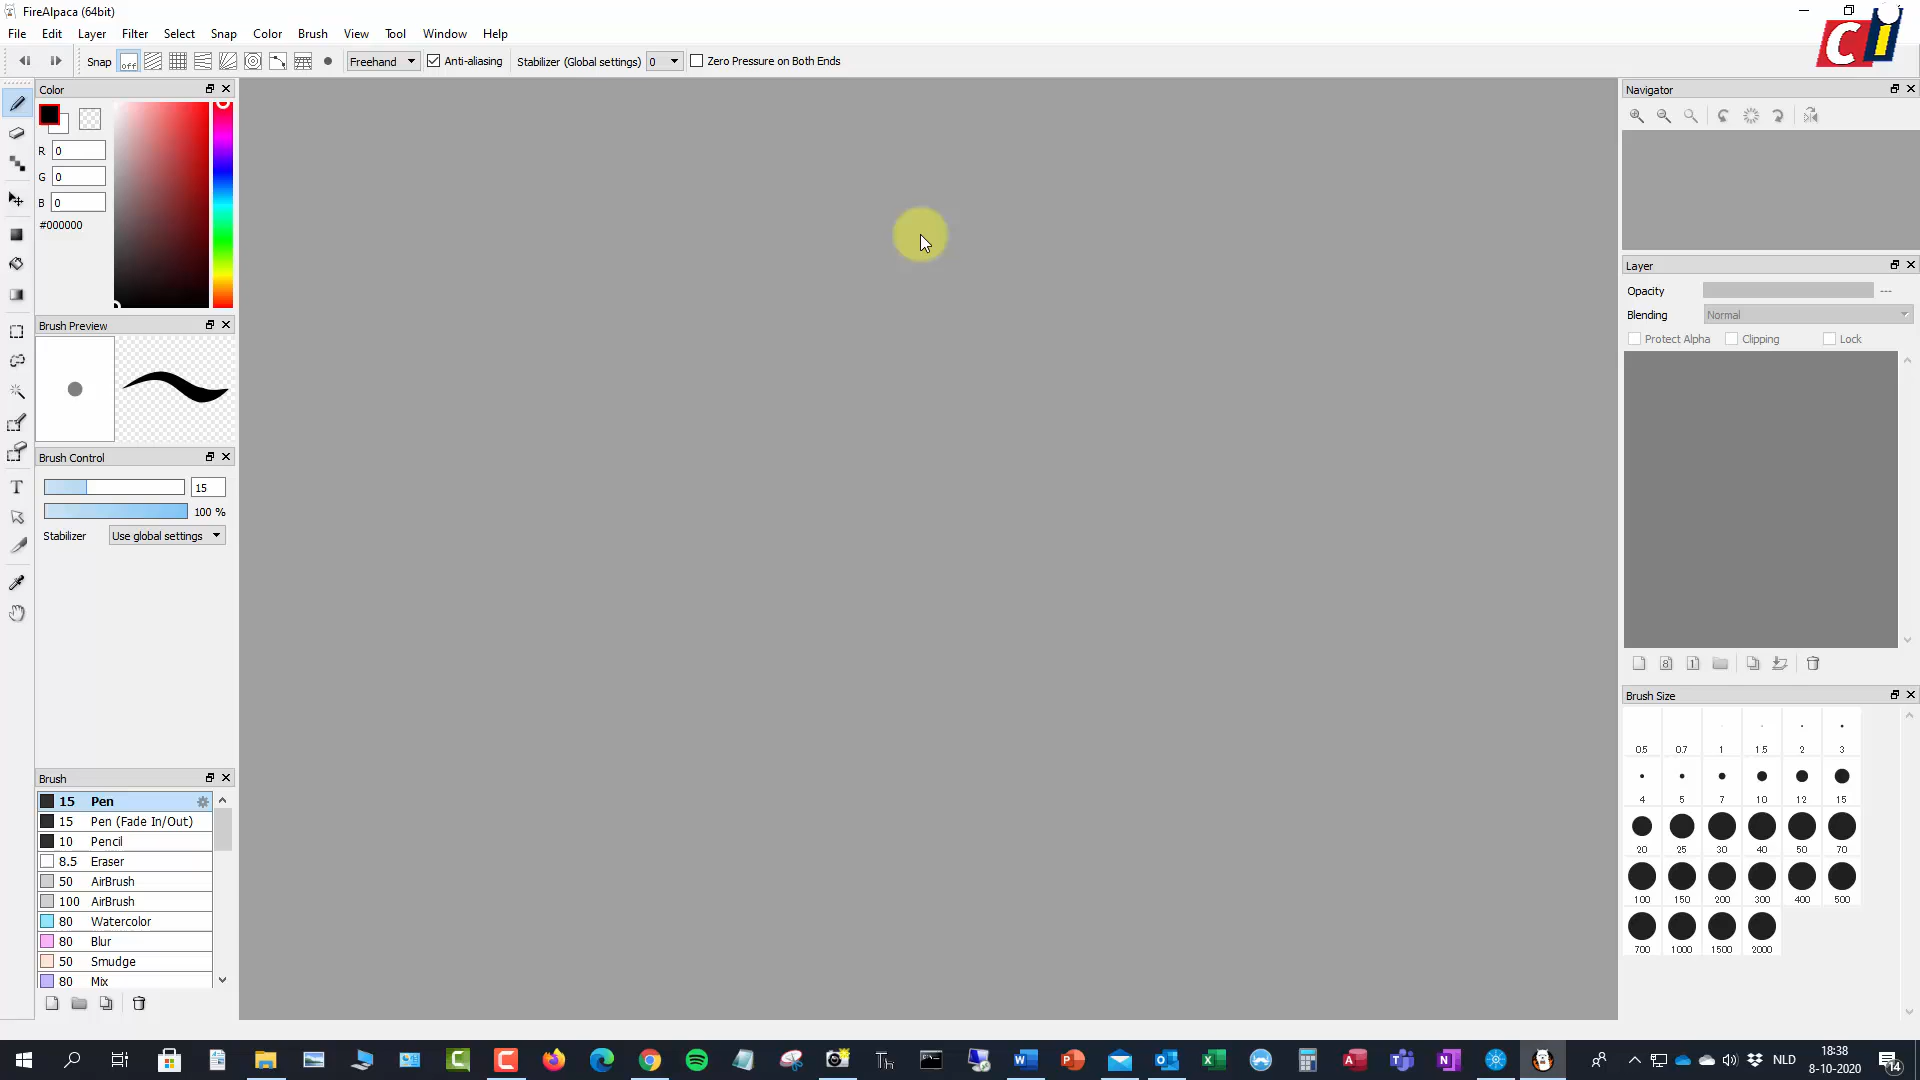 FireAlpaca (64bit)
File Edit Layer Filter Select Snap Color Brush View Tool Window Help
Snap off Freehand Anti-aliasing Stabilizer (Global settings) 0 Zero Pressure on Both Ends
Ci
Color
R 0
G 0
B 0
#000000
Brush Preview
Brush Control
15
100 %
Stabilizer Use global settings
Brush
15 Pen
15 Pen (Fade In/Out)
10 Pencil
8.5 Eraser
50 AirBrush
100 AirBrush
80 Watercolor
80 Blur
50 Smudge
80 Mix
T
Navigator
Layer
Opacity ---
Blending Normal
Protect Alpha Clipping Lock
8 1
Brush Size
0.5 0.7 1 1.5 2 3
4 5 7 10 12 15
20 25 30 40 50 70
100 150 200 300 400 500
700 1000 1500 2000
NLD
18:38
8-10-2020
14